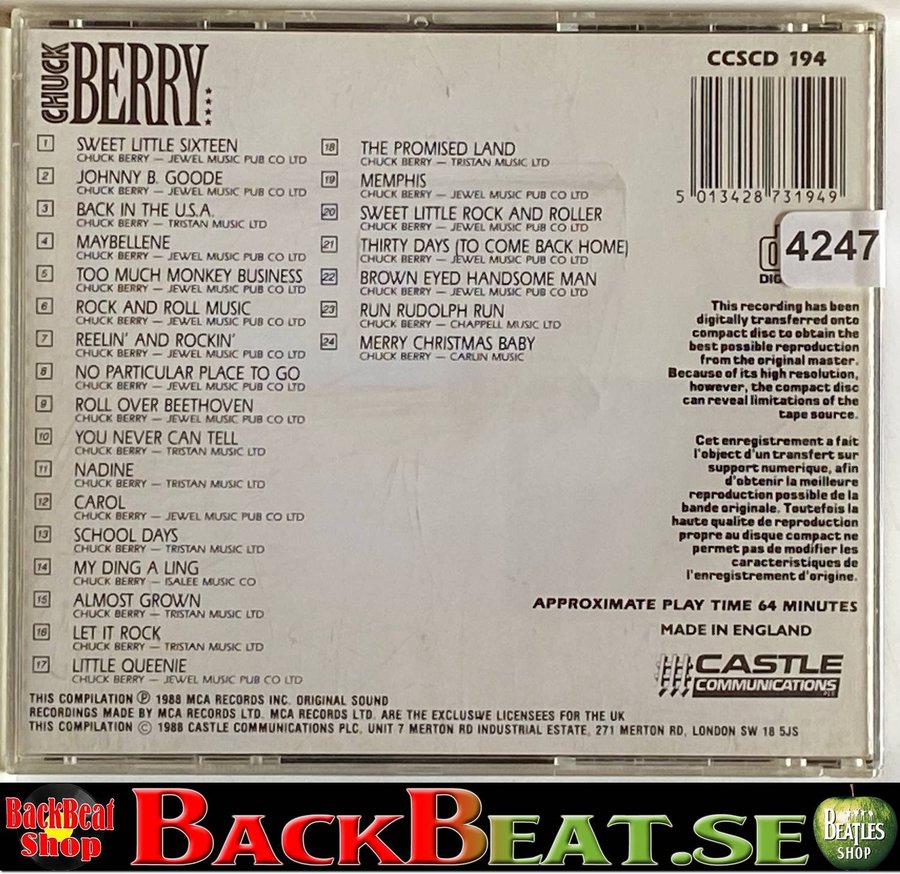 CHUCK BERRY
1 SWEET LITTLE SIXTEEN
CHUCK BERRY — JEWEL MUSIC PUB CO LTD
2 JOHNNY B. GOODE
CHUCK BERRY — JEWEL MUSIC PUB CO LTD
3 BACK IN THE U.S.A.
CHUCK BERRY — TRISTAN MUSIC LTD
4 MAYBELLENE
CHUCK BERRY — JEWEL MUSIC PUB CO LTD
5 TOO MUCH MONKEY BUSINESS
CHUCK BERRY — JEWEL MUSIC PUB CO LTD
6 ROCK AND ROLL MUSIC
CHUCK BERRY — JEWEL MUSIC PUB CO LTD
7 REELIN' AND ROCKIN'
CHUCK BERRY — JEWEL MUSIC PUB CO LTD
8 NO PARTICULAR PLACE TO GO
CHUCK BERRY — JEWEL MUSIC PUB CO LTD
9 ROLL OVER BEETHOVEN
CHUCK BERRY — JEWEL MUSIC PUB CO LTD
10 YOU NEVER CAN TELL
CHUCK BERRY — TRISTAN MUSIC LTD
11 NADINE
CHUCK BERRY — TRISTAN MUSIC LTD
12 CAROL
CHUCK BERRY — JEWEL MUSIC PUB CO LTD
13 SCHOOL DAYS
CHUCK BERRY — TRISTAN MUSIC LTD
14 MY DING A LING
CHUCK BERRY — ISALEE MUSIC CO
15 ALMOST GROWN
CHUCK BERRY — TRISTAN MUSIC LTD
16 LET IT ROCK
CHUCK BERRY — TRISTAN MUSIC LTD
17 LITTLE QUEENIE
CHUCK BERRY — JEWEL MUSIC PUB CO LTD
18 THE PROMISED LAND
CHUCK BERRY — TRISTAN MUSIC LTD
19 MEMPHIS
CHUCK BERRY — JEWEL MUSIC PUB CO LTD
20 SWEET LITTLE ROCK AND ROLLER
CHUCK BERRY — JEWEL MUSIC PUB CO LTD
21 THIRTY DAYS (TO COME BACK HOME)
CHUCK BERRY — JEWEL MUSIC PUB CO LTD
22 BROWN EYED HANDSOME MAN
CHUCK BERRY — JEWEL MUSIC PUB CO LTD
23 RUN RUDOLPH RUN
CHUCK BERRY — CHAPPELL MUSIC LTD
24 MERRY CHRISTMAS BABY
CHUCK BERRY — CARLIN MUSIC
CCSCD 194
5 013428 731949
4247
This recording has been
digitally transferred onto
compact disc to obtain the
best possible reproduction
from the original master.
Because of its high resolution,
however, the compact disc
can reveal limitations of the
tape source.
Cet enregistrement a fait
l'object d'un transfert sur
support numerique, afin
d'obtenir la meilleure
reproduction possible de la
bande originale. Toutefois la
haute qualite de reproduction
propre au disque compact ne
permet pas de modifier les
caracteristiques de
l'enregistrement d'origine.
APPROXIMATE PLAY TIME 64 MINUTES
MADE IN ENGLAND
CASTLE
COMMUNICATIONS PLC
THIS COMPILATION ℗ 1988 MCA RECORDS INC. ORIGINAL SOUND
RECORDINGS MADE BY MCA RECORDS LTD. MCA RECORDS LTD. ARE THE EXCLUSIVE LICENSEES FOR THE UK
THIS COMPILATION © 1988 CASTLE COMMUNICATIONS PLC, UNIT 7 MERTON RD INDUSTRIAL ESTATE, 271 MERTON RD, LONDON SW 18 5JS
BackBeat
Shop
BACKBEAT.SE
BEATLES
SHOP